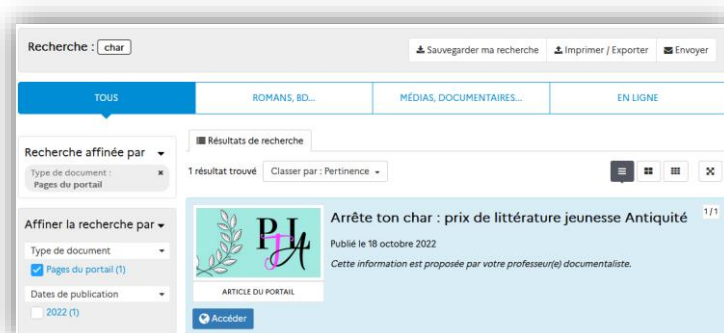 Recherche : char
Sauvegarder ma recherche Imprimer / Exporter Envoyer
TOUS ROMANS, BD... MÉDIAS, DOCUMENTAIRES... EN LIGNE
Recherche affinée par
Type de document :
Pages du portail
Affiner la recherche par
Type de document
Pages du portail (1)
Dates de publication
2022 (1)
Résultats de recherche
1 résultat trouvé Classer par : Pertinence
PJA
ARTICLE DU PORTAIL
Accéder
Arrête ton char : prix de littérature jeunesse Antiquité 1/1
Publié le 18 octobre 2022
Cette information est proposée par votre professeur(e) documentaliste.